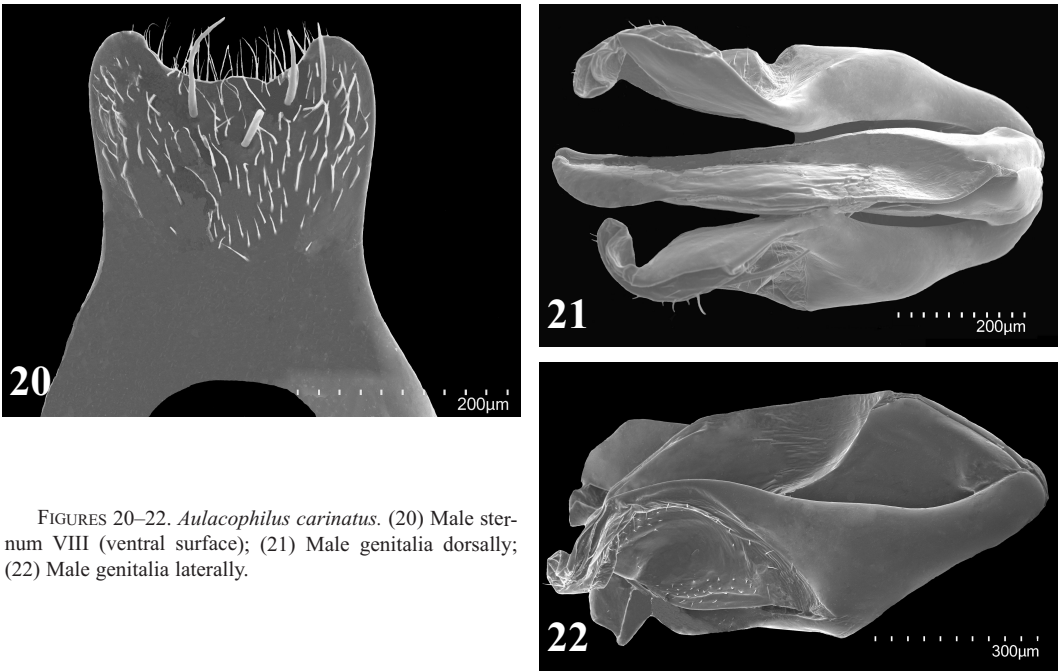 20
200µm
21
200µm
22
300µm
FIGURES 20–22. Aulacophilus carinatus. (20) Male ster-
num VIII (ventral surface); (21) Male genitalia dorsally;
(22) Male genitalia laterally.